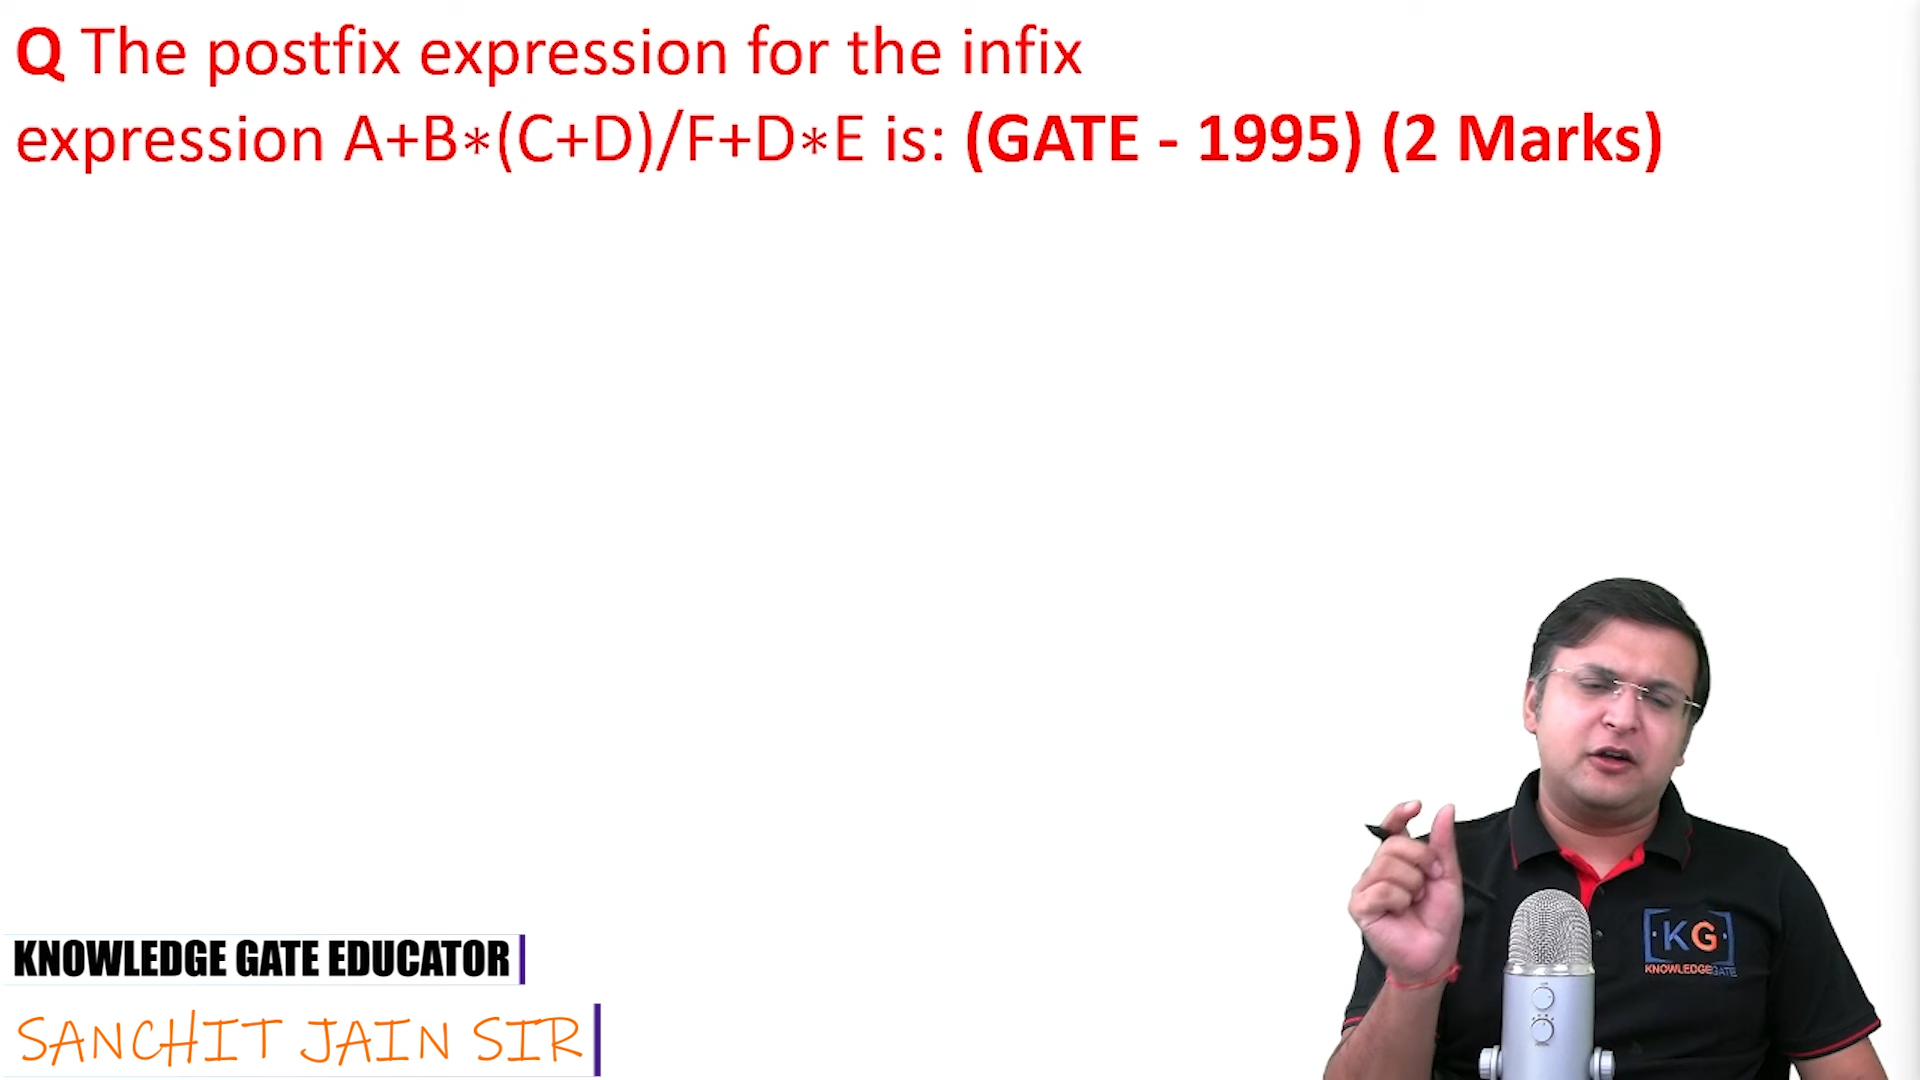 Q The postfix expression for the infix
expression A+B∗(C+D)/F+D∗E is: (GATE - 1995) (2 Marks)
KG
KNOWLEDGEGATE
KNOWLEDGE GATE EDUCATOR
SANCHIT JAIN SIR